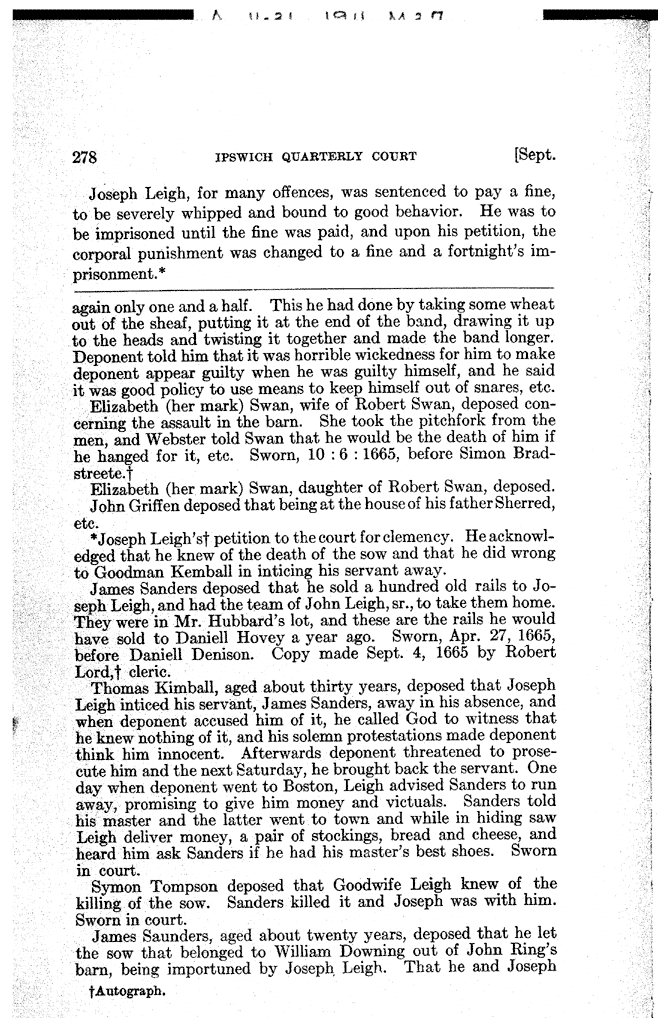 278 IPSWICH QUARTERLY COURT [Sept.
Joseph Leigh, for many offences, was sentenced to pay a fine,
to be severely whipped and bound to good behavior. He was to
be imprisoned until the fine was paid, and upon his petition, the
corporal punishment was changed to a fine and a fortnight's im-
prisonment.*
again only one and a half. This he had done by taking some wheat
out of the sheaf, putting it at the end of the band, drawing it up
to the heads and twisting it together and made the band longer.
Deponent told him that it was horrible wickedness for him to make
deponent appear guilty when he was guilty himself, and he said
it was good policy to use means to keep himself out of snares, etc.
Elizabeth (her mark) Swan, wife of Robert Swan, deposed con-
cerning the assault in the barn. She took the pitchfork from the
men, and Webster told Swan that he would be the death of him if
he hanged for it, etc. Sworn, 10 : 6 : 1665, before Simon Brad-
streete.†
Elizabeth (her mark) Swan, daughter of Robert Swan, deposed.
John Griffen deposed that being at the house of his father Sherred,
etc.
*Joseph Leigh's† petition to the court for clemency. He acknowl-
edged that he knew of the death of the sow and that he did wrong
to Goodman Kemball in inticing his servant away.
James Sanders deposed that he sold a hundred old rails to Jo-
seph Leigh, and had the team of John Leigh, sr., to take them home.
They were in Mr. Hubbard's lot, and these are the rails he would
have sold to Daniell Hovey a year ago. Sworn, Apr. 27, 1665,
before Daniell Denison. Copy made Sept. 4, 1665 by Robert
Lord,† cleric.
Thomas Kimball, aged about thirty years, deposed that Joseph
Leigh inticed his servant, James Sanders, away in his absence, and
when deponent accused him of it, he called God to witness that
he knew nothing of it, and his solemn protestations made deponent
think him innocent. Afterwards deponent threatened to prose-
cute him and the next Saturday, he brought back the servant. One
day when deponent went to Boston, Leigh advised Sanders to run
away, promising to give him money and victuals. Sanders told
his master and the latter went to town and while in hiding saw
Leigh deliver money, a pair of stockings, bread and cheese, and
heard him ask Sanders if he had his master's best shoes. Sworn
in court.
Symon Tompson deposed that Goodwife Leigh knew of the
killing of the sow. Sanders killed it and Joseph was with him.
Sworn in court.
James Saunders, aged about twenty years, deposed that he let
the sow that belonged to William Downing out of John Ring's
barn, being importuned by Joseph Leigh. That he and Joseph
†Autograph.